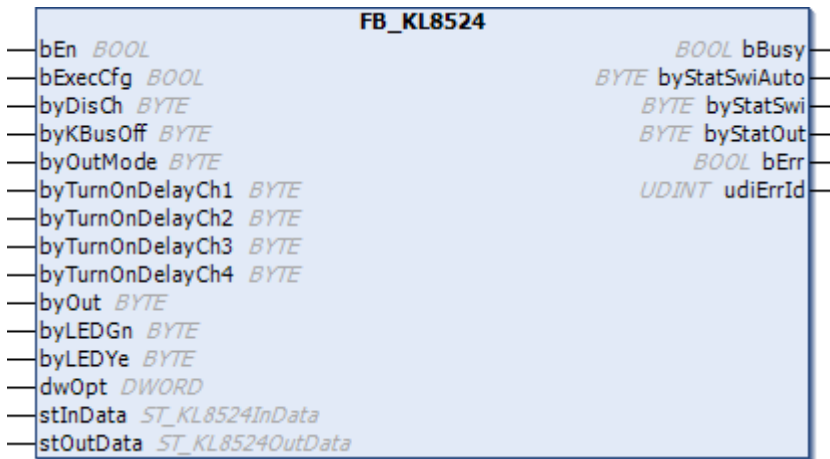 FB_KL8524
bEn BOOL BOOL bBusy
bExecCfg BOOL BYTE byStatSwiAuto
byDisCh BYTE BYTE byStatSwi
byKBusOff BYTE BYTE byStatOut
byOutMode BYTE BOOL bErr
byTurnOnDelayCh1 BYTE UDINT udiErrId
byTurnOnDelayCh2 BYTE
byTurnOnDelayCh3 BYTE
byTurnOnDelayCh4 BYTE
byOut BYTE
byLEDGn BYTE
byLEDYe BYTE
dwOpt DWORD
stInData ST_KL8524InData
stOutData ST_KL8524OutData